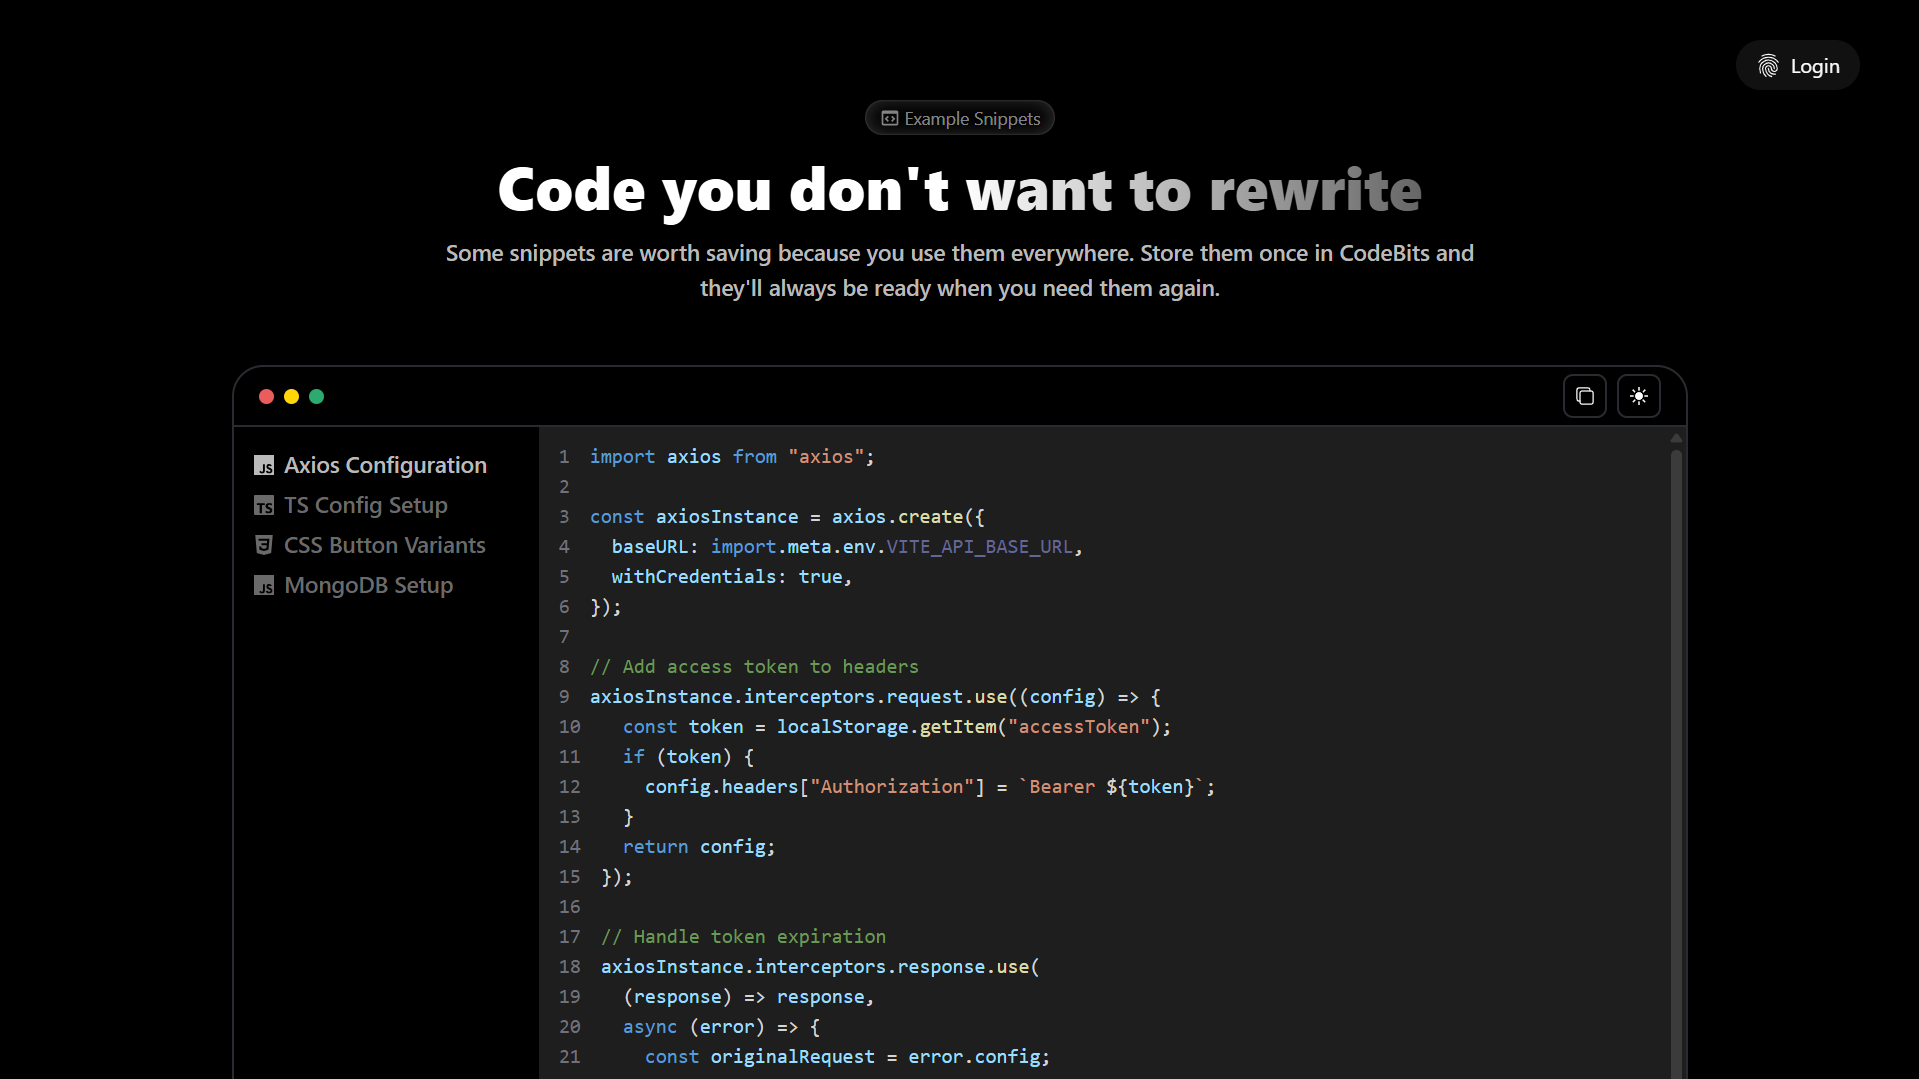 Login
Example Snippets
Code you don't want to rewrite
Some snippets are worth saving because you use them everywhere. Store them once in CodeBits and
they'll always be ready when you need them again.
JS Axios Configuration
TS TS Config Setup
CSS Button Variants
JS MongoDB Setup
1 import axios from "axios";
2
3 const axiosInstance = axios.create({
4   baseURL: import.meta.env.VITE_API_BASE_URL,
5   withCredentials: true,
6 });
7
8 // Add access token to headers
9 axiosInstance.interceptors.request.use((config) => {
10    const token = localStorage.getItem("accessToken");
11    if (token) {
12      config.headers["Authorization"] = `Bearer ${token}`;
13    }
14    return config;
15  });
16
17  // Handle token expiration
18  axiosInstance.interceptors.response.use(
19    (response) => response,
20    async (error) => {
21      const originalRequest = error.config;